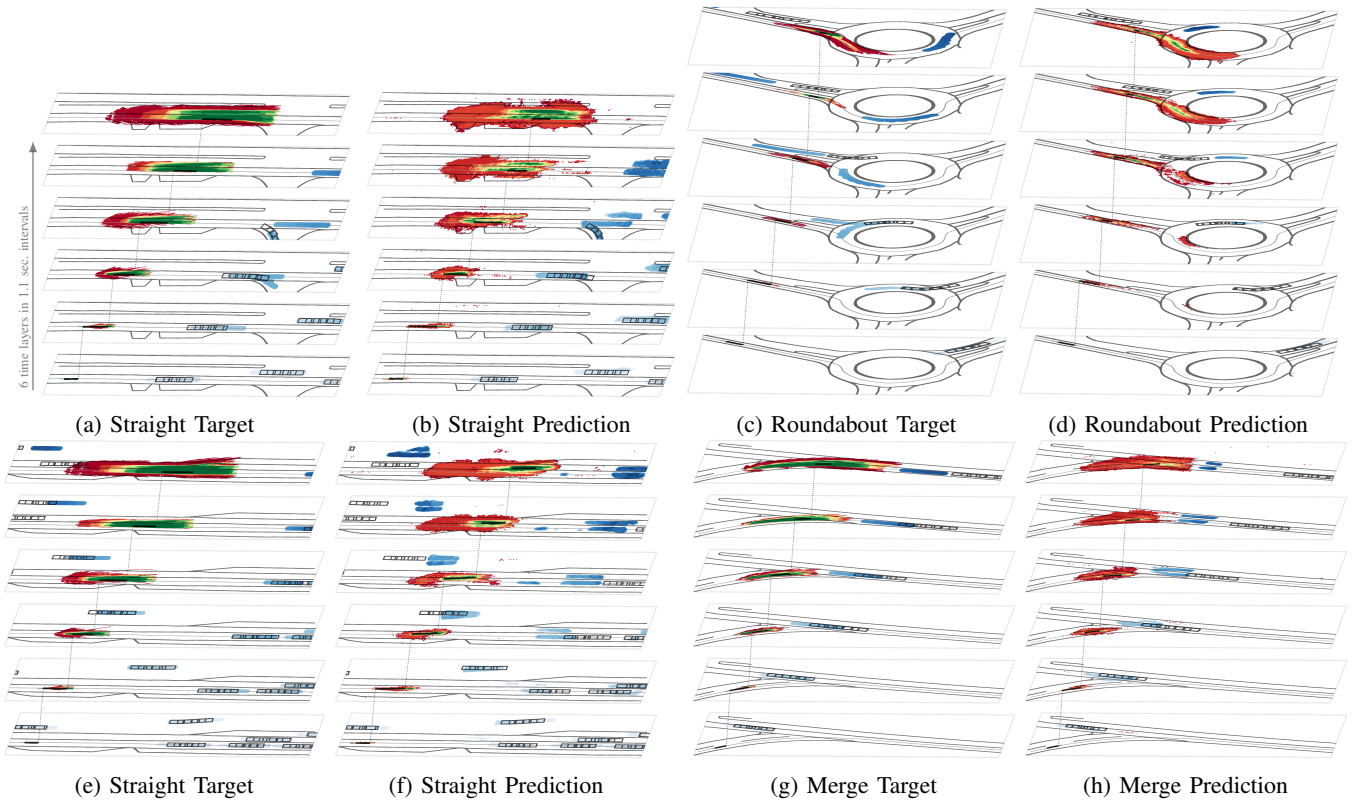 6 time layers in 1.1 sec. intervals
(a) Straight Target
(b) Straight Prediction
(c) Roundabout Target
(d) Roundabout Prediction
(e) Straight Target
(f) Straight Prediction
(g) Merge Target
(h) Merge Prediction